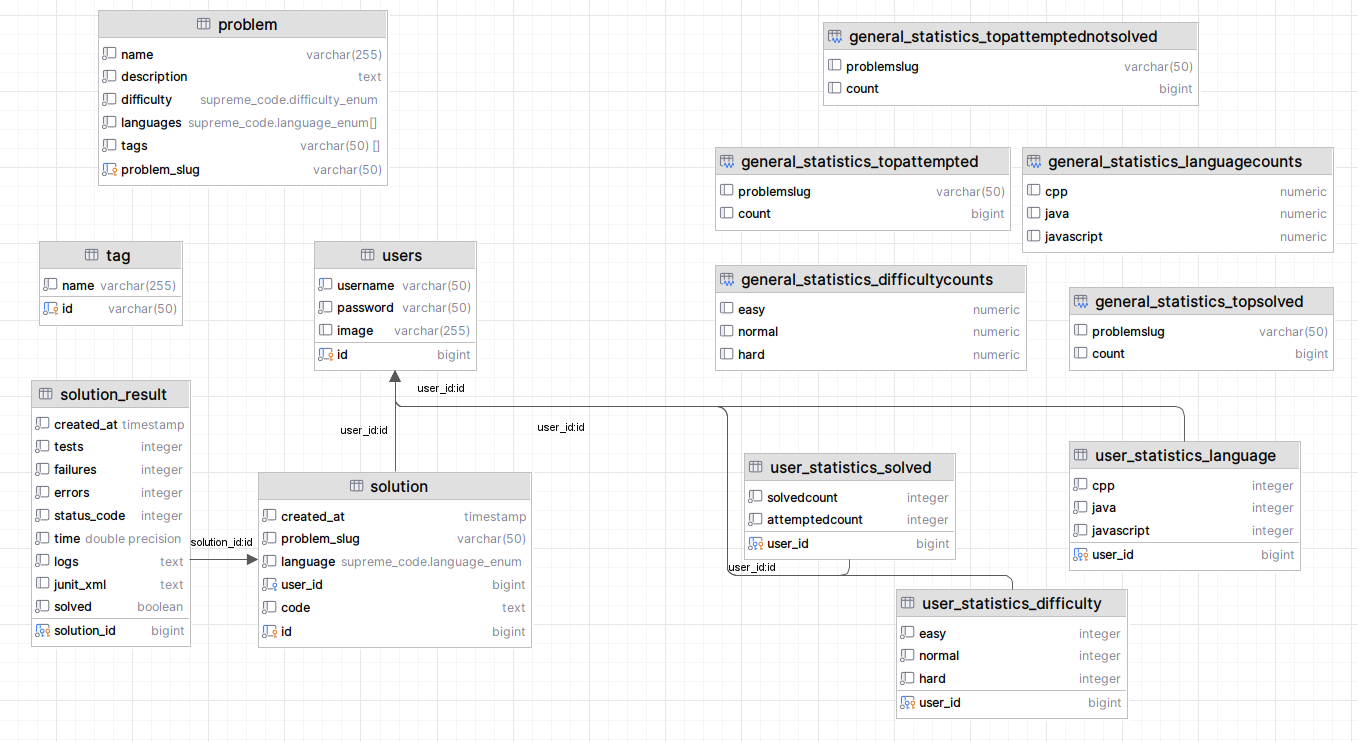 problem
name varchar(255)
description text
difficulty supreme_code.difficulty_enum
languages supreme_code.language_enum[]
tags varchar(50) []
problem_slug varchar(50)
general_statistics_topattemptednotsolved
problemslug varchar(50)
count bigint
general_statistics_topattempted
problemslug varchar(50)
count bigint
general_statistics_languagecounts
cpp numeric
java numeric
javascript numeric
tag
name varchar(255)
id varchar(50)
users
username varchar(50)
password varchar(50)
image varchar(255)
id bigint
general_statistics_difficultycounts
easy numeric
normal numeric
hard numeric
general_statistics_topsolved
problemslug varchar(50)
count bigint
solution_result
created_at timestamp
tests integer
failures integer
errors integer
status_code integer
time double precision
logs text
junit_xml text
solved boolean
solution_id bigint
user_id:id
user_id:id
user_id:id
solution_id:id
solution
created_at timestamp
problem_slug varchar(50)
language supreme_code.language_enum
user_id bigint
code text
id bigint
user_statistics_solved
solvedcount integer
attemptedcount integer
user_id bigint
user_id:id
user_statistics_language
cpp integer
java integer
javascript integer
user_id bigint
user_statistics_difficulty
easy integer
normal integer
hard integer
user_id bigint